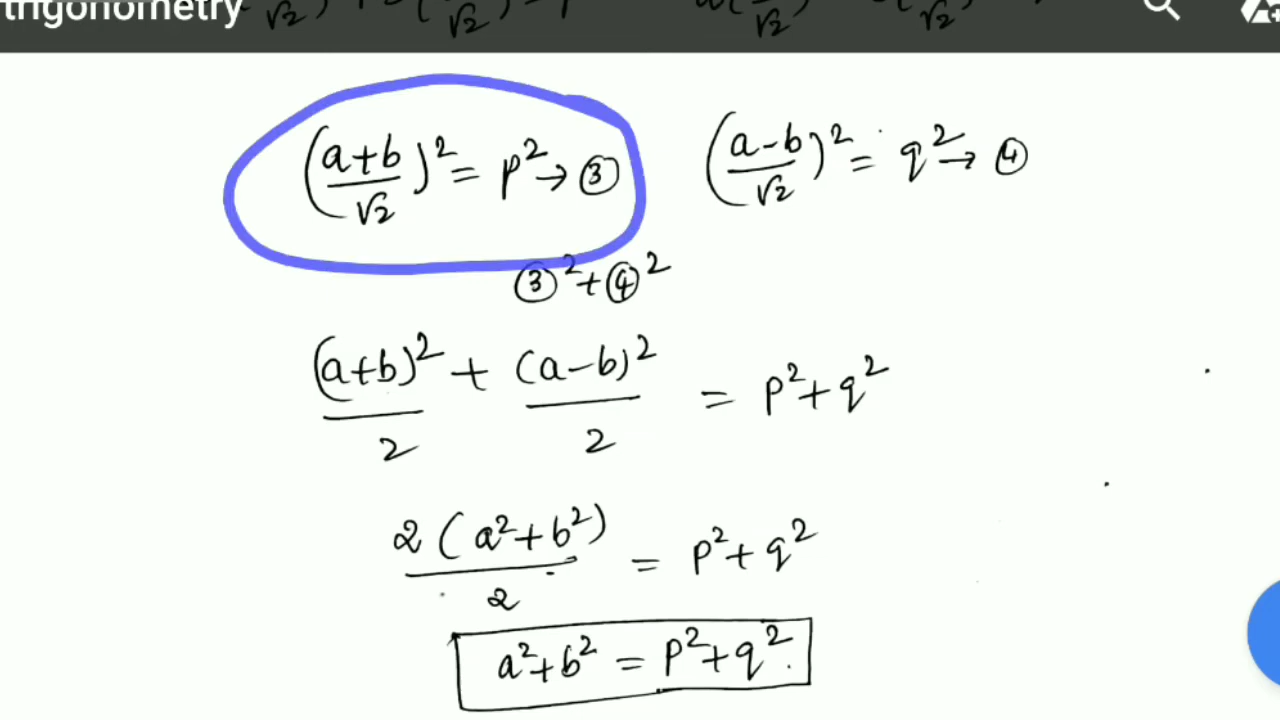 trigonometry
((a+b)/√2)² = p² → ③ ((a-b)/√2)² = q² → ④
③² + ④²
(a+b)²/2 + (a-b)²/2 = p² + q²
2(a²+b²)/2 = p² + q²
a²+b² = p²+q².